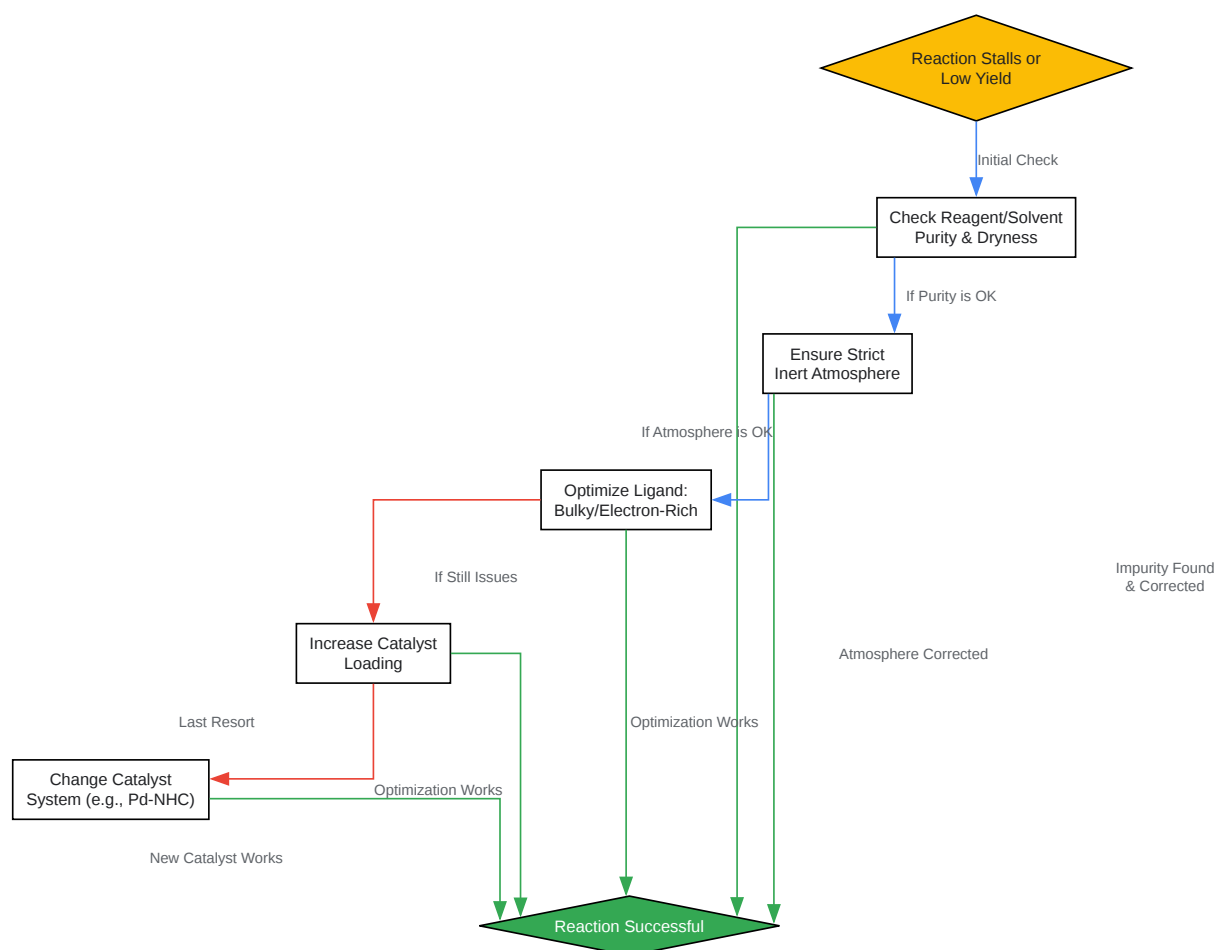 Reaction Stalls or
Low Yield
Initial Check
Check Reagent/Solvent
Purity & Dryness
If Purity is OK
Ensure Strict
Inert Atmosphere
If Atmosphere is OK
Optimize Ligand:
Bulky/Electron-Rich
If Still Issues
Impurity Found
& Corrected
Increase Catalyst
Loading
Atmosphere Corrected
Last Resort
Optimization Works
Change Catalyst
System (e.g., Pd-NHC)
Optimization Works
New Catalyst Works
Reaction Successful